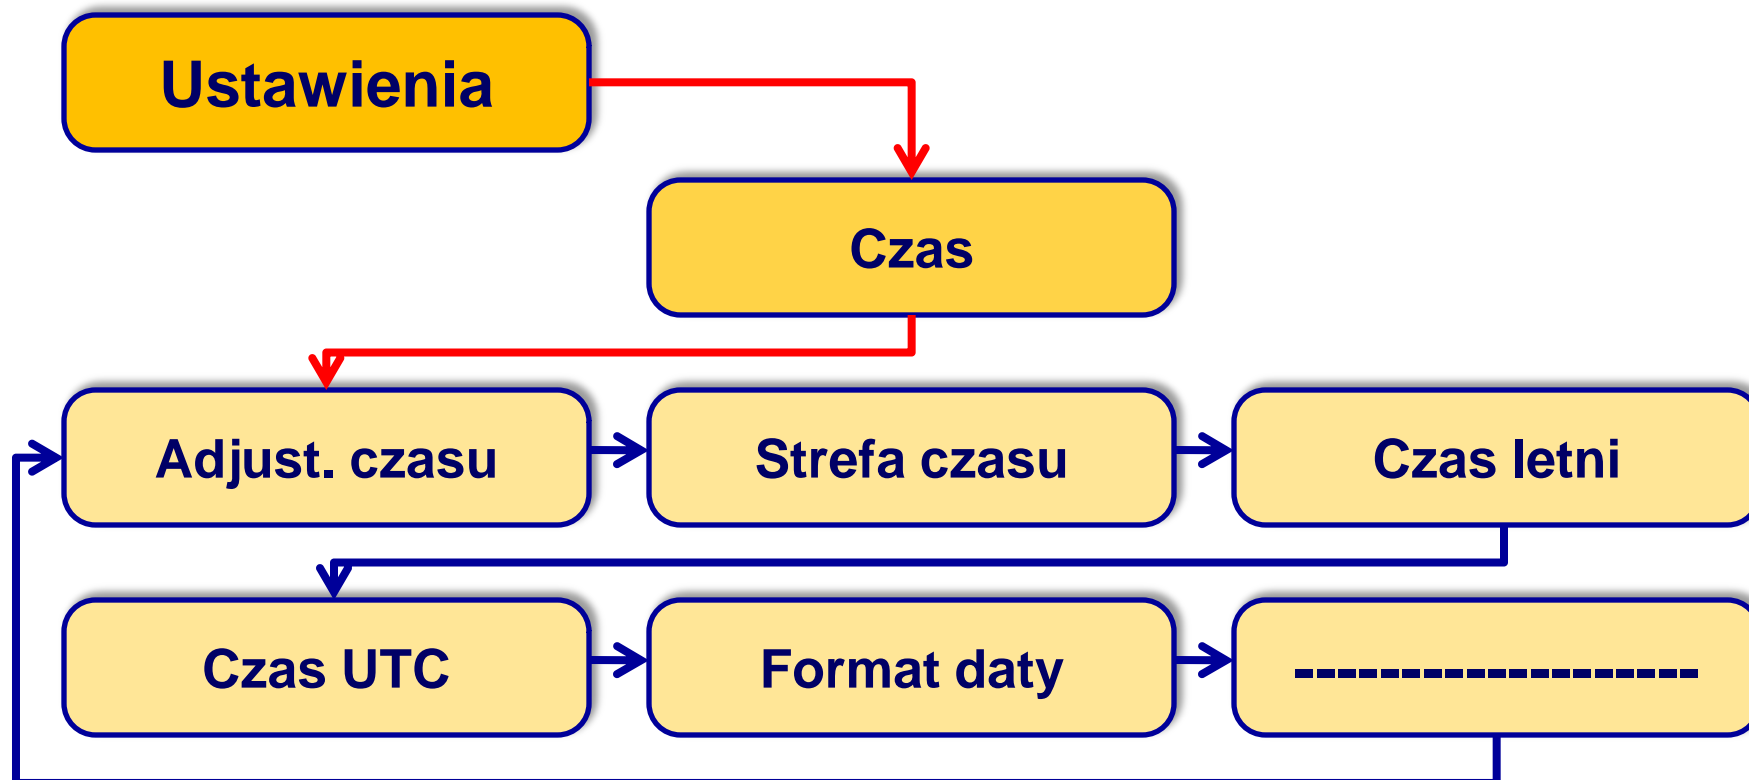 Ustawienia
Czas
Adjust. czasu
Strefa czasu
Czas letni
Czas UTC
Format daty
-------------------